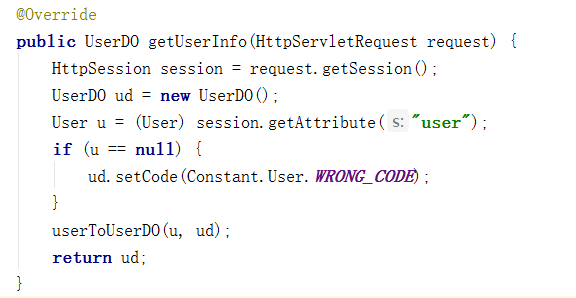 @Override
public UserDO getUserInfo(HttpServletRequest request) {
    HttpSession session = request.getSession();
    UserDO ud = new UserDO();
    User u = (User) session.getAttribute( s: "user");
    if (u == null) {
        ud.setCode(Constant.User.WRONG_CODE);
    }
    userToUserDO(u, ud);
    return ud;
}